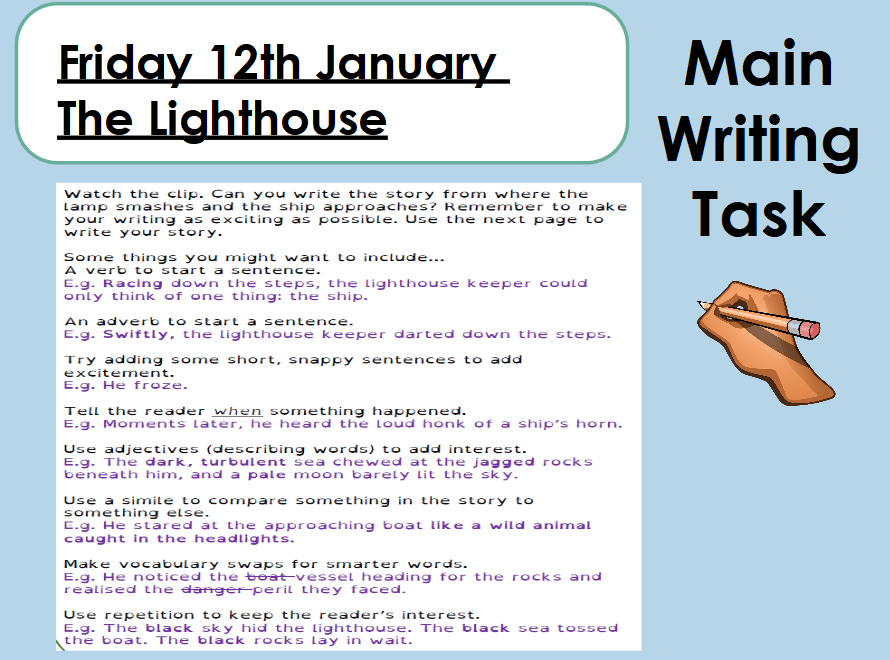 Friday 12th January
The Lighthouse
Main
Writing
Task
Watch the clip. Can you write the story from where the
lamp smashes and the ship approaches? Remember to make
your writing as exciting as possible. Use the next page to
write your story.
Some things you might want to include...
A verb to start a sentence.
E.g. Racing down the steps, the lighthouse keeper could
only think of one thing: the ship.
An adverb to start a sentence.
E.g. Swiftly, the lighthouse keeper darted down the steps.
Try adding some short, snappy sentences to add
excitement.
E.g. He froze.
Tell the reader when something happened.
E.g. Moments later, he heard the loud honk of a ship's horn.
Use adjectives (describing words) to add interest.
E.g. The dark, turbulent sea chewed at the jagged rocks
beneath him, and a pale moon barely lit the sky.
Use a simile to compare something in the story to
something else.
E.g. He stared at the approaching boat like a wild animal
caught in the headlights.
Make vocabulary swaps for smarter words.
E.g. He noticed the boat vessel heading for the rocks and
realised the danger peril they faced.
Use repetition to keep the reader's interest.
E.g. The black sky hid the lighthouse. The black sea tossed
the boat. The black rocks lay in wait.